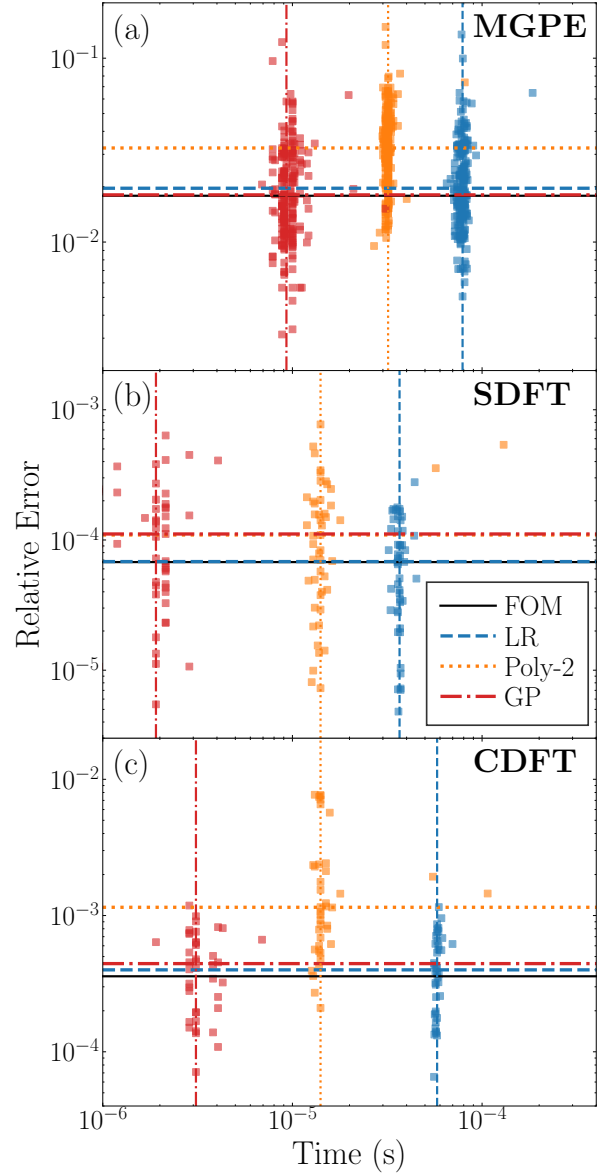 (a) MGPE
10⁻¹
10⁻²
(b) SDFT
10⁻³
10⁻⁴
10⁻⁵
Relative Error
FOM
LR
Poly-2
GP
(c) CDFT
10⁻²
10⁻³
10⁻⁴
10⁻⁶ 10⁻⁵ 10⁻⁴
Time (s)